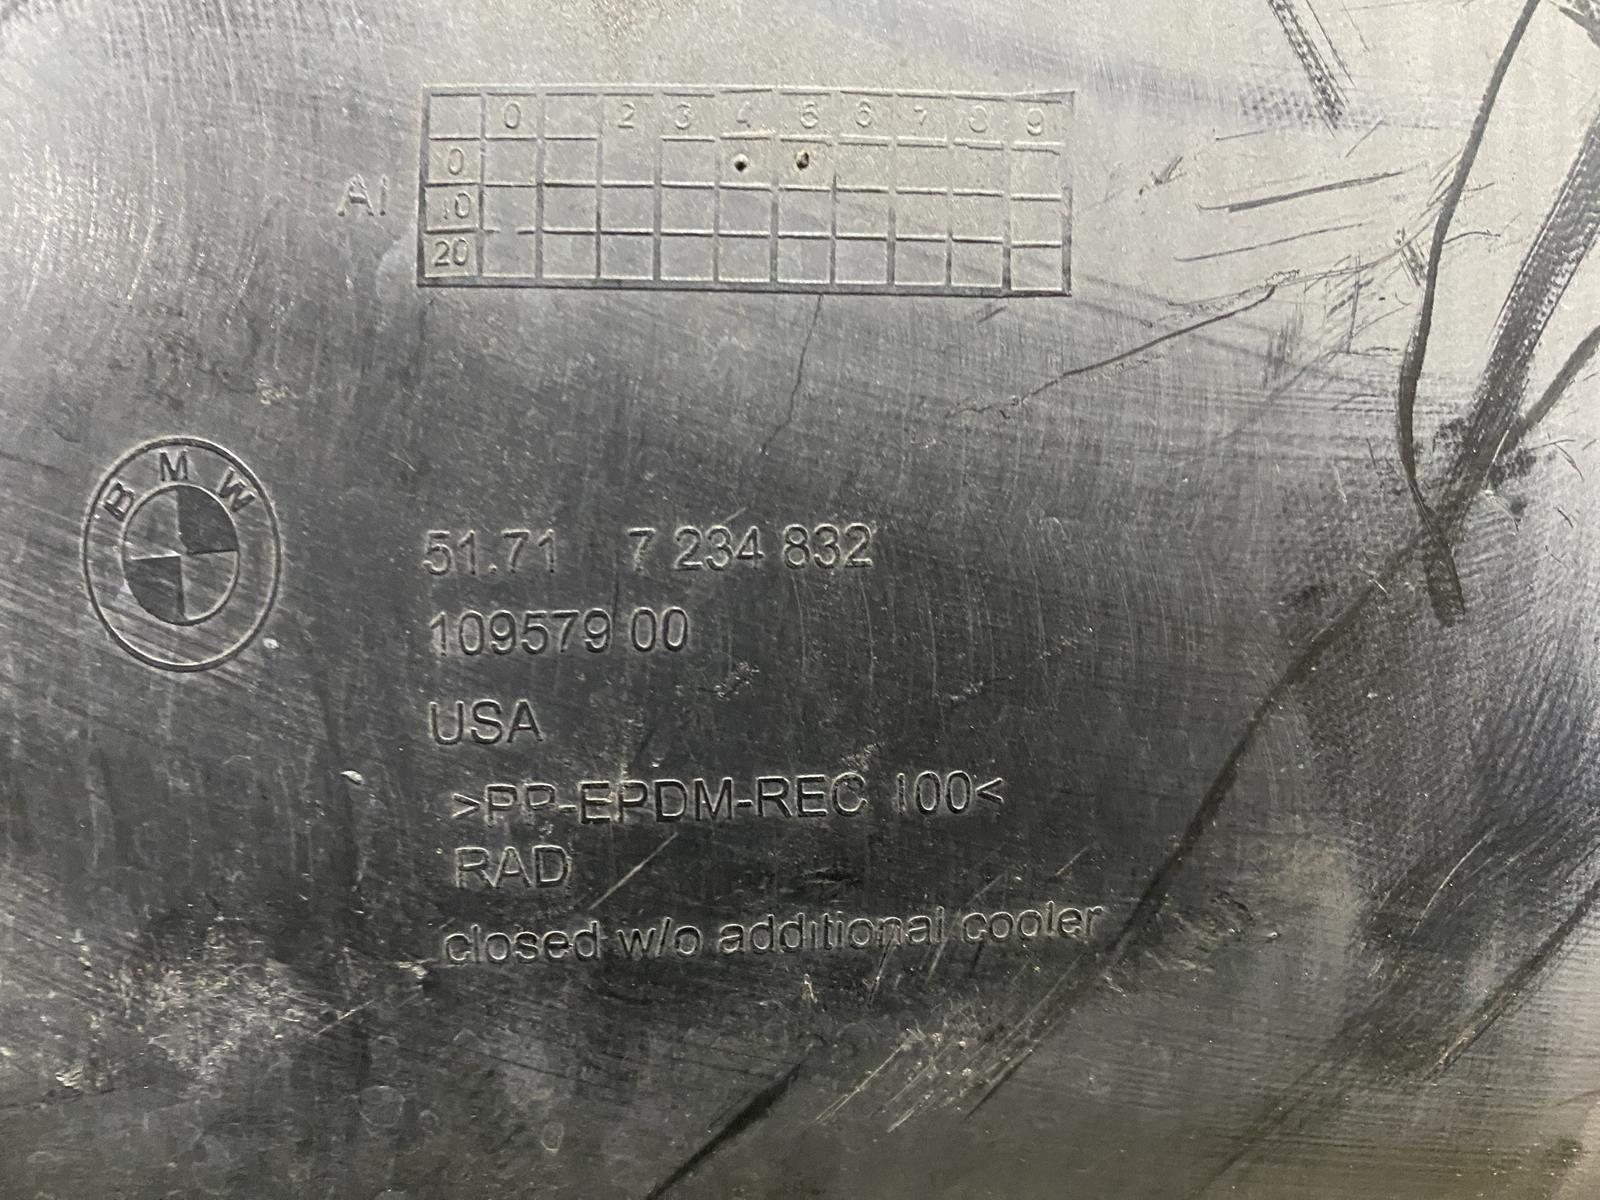 0 2 3 4 5 6 7 8 9
0
AI 10
20
BMW
51.71 7 234 832
109579 00
USA
>PP-EPDM-REC 100<
RAD
closed w/o additional cooler